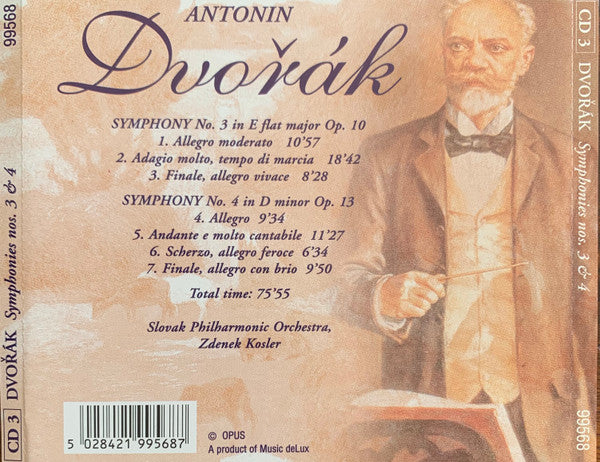 ANTONIN
Dvořák
SYMPHONY No. 3 in E flat major Op. 10
1. Allegro moderato 10'57
2. Adagio molto, tempo di marcia 18'42
3. Finale, allegro vivace 8'28
SYMPHONY No. 4 in D minor Op. 13
4. Allegro 9'34
5. Andante e molto cantabile 11'27
6. Scherzo, allegro feroce 6'34
7. Finale, allegro con brio 9'50
Total time: 75'55
Slovak Philharmonic Orchestra,
Zdenek Kosler
5 028421 995687
© OPUS
A product of Music deLux
CD 3 DVOŘÁK Symphonies nos. 3 & 4 99568
CD 3 DVOŘÁK Symphonies nos. 3 & 4 99568